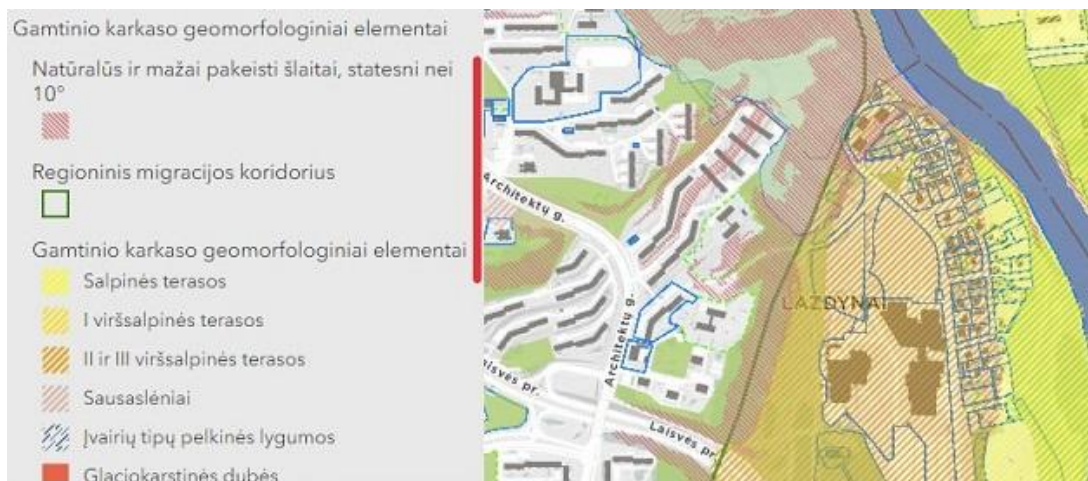 Gamtinio karkaso geomorfologiniai elementai
Natūralūs ir mažai pakeisti šlaitai, statesni nei
10°
Regioninis migracijos koridorius
Gamtinio karkaso geomorfologiniai elementai
Salpinės terasos
I viršsalpinės terasos
II ir III viršsalpinės terasos
Sausaslėniai
Įvairių tipų pelkinės lygumos
Glaciokarstinės dubės
Architektų g.
LAZDYNAI
Architektų g.
Laisvės pr.
Laisvės pr.